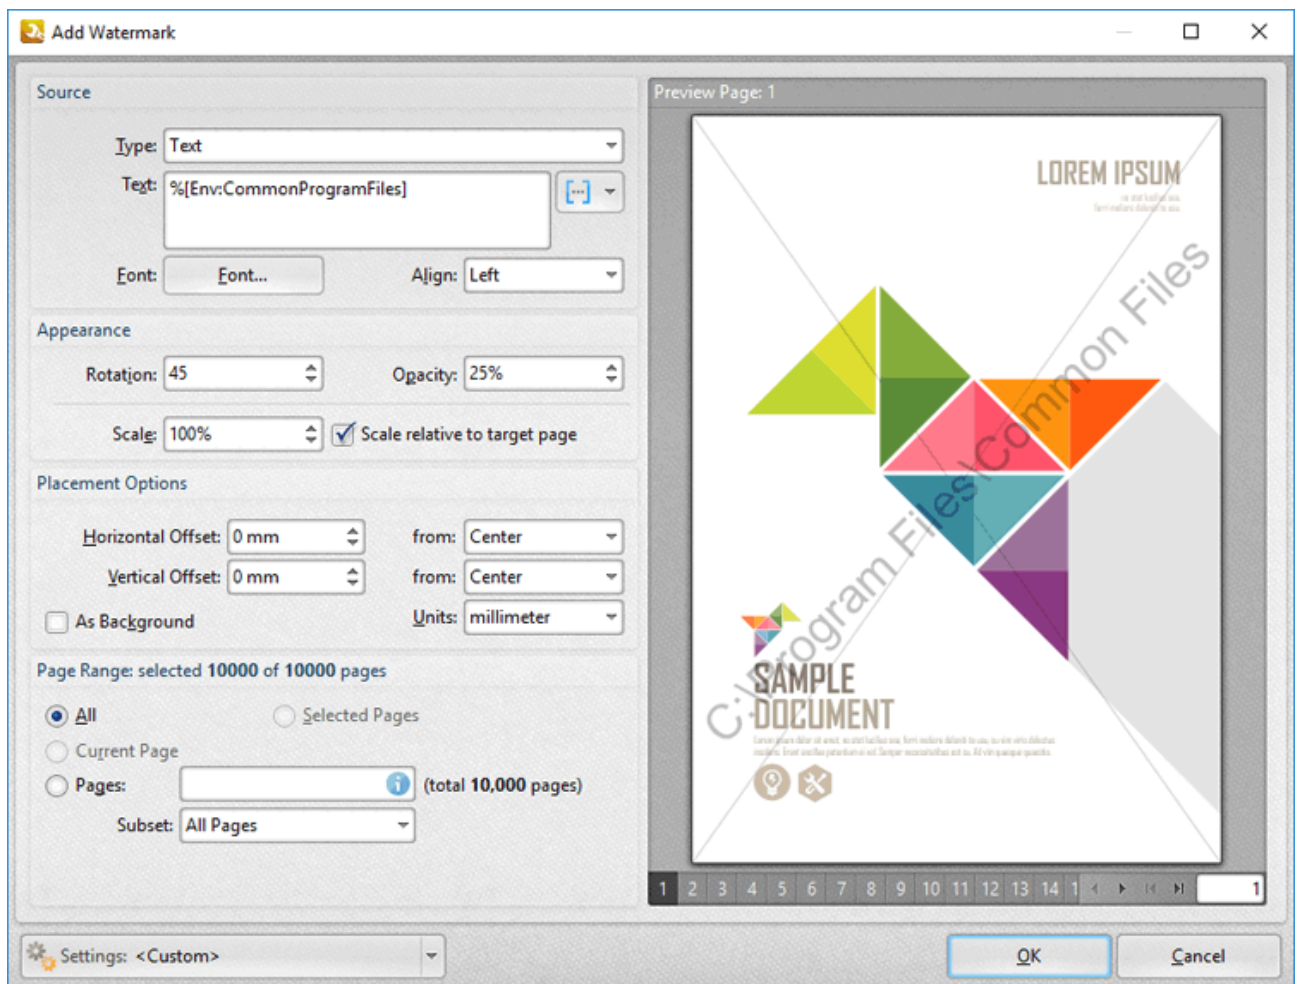 Add Watermark
Source
Type: Text
Text: %[Env:CommonProgramFiles]
Font: Font... Align: Left
Appearance
Rotation: 45 Opacity: 25%
Scale: 100% Scale relative to target page
Placement Options
Horizontal Offset: 0 mm from: Center
Vertical Offset: 0 mm from: Center
As Background Units: millimeter
Page Range: selected 10000 of 10000 pages
All Selected Pages
Current Page
Pages: (total 10,000 pages)
Subset: All Pages
Preview Page: 1
LOREM IPSUM
C:\Program Files\Common Files
SAMPLE
DOCUMENT
1 2 3 4 5 6 7 8 9 10 11 12 13 14 1 1
Settings: <Custom> OK Cancel